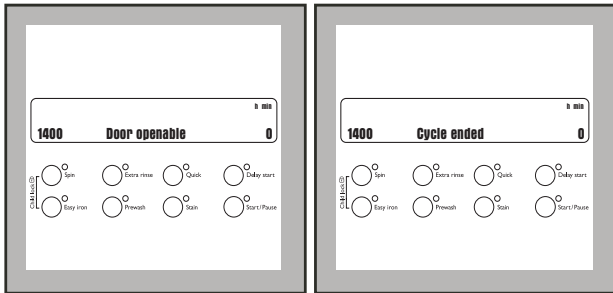 h min
1400 Door openable 0
Spin Extra rinse Quick Delay start
Child lock
Easy iron Prewash Stain Start/Pause
h min
1400 Cycle ended 0
Spin Extra rinse Quick Delay start
Child lock
Easy iron Prewash Stain Start/Pause